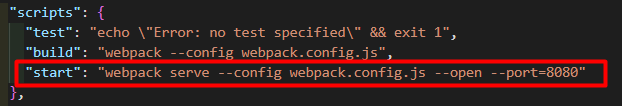 "scripts": {
"test": "echo \"Error: no test specified\" && exit 1",
"build": "webpack --config webpack.config.js",
"start": "webpack serve --config webpack.config.js --open --port=8080"
},